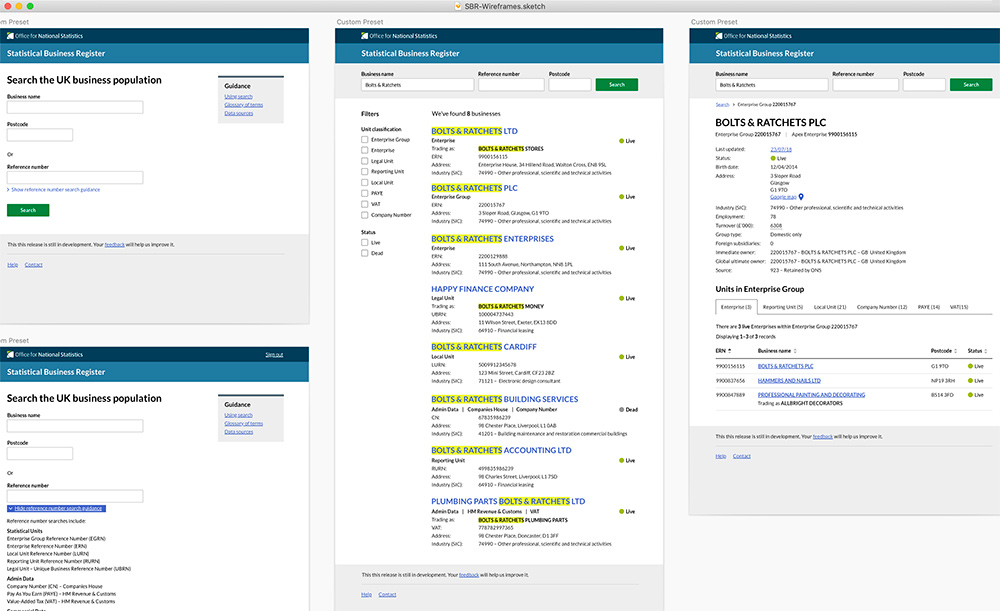 SBR-Wireframes.sketch
om Preset
Office for National Statistics
Statistical Business Register
Search the UK business population
Business name
Postcode
Or
Reference number
Show reference number search guidance
Search
Guidance
Using search
Glossary of terms
Data sources
This this release is still in development. Your feedback will help us improve it.
Help Contact
om Preset
Office for National Statistics
Sign out
Statistical Business Register
Search the UK business population
Business name
Postcode
Or
Reference number
Hide reference number search guidance
Reference number searches include:
Statistical Units
Enterprise Group Reference Number (EGRN)
Enterprise Reference Number (ERN)
Local Unit Reference Number (LURN)
Reporting Unit Reference Number (RURN)
Legal Unit – Unique Business Reference Number (UBRN)
Admin Data
Company Number (CN) – Companies House
Pay As You Earn (PAYE) – HM Revenue & Customs
Value-Added Tax (VAT) – HM Revenue & Customs
Guidance
Using search
Glossary of terms
Data sources
Custom Preset
Office for National Statistics
Statistical Business Register
Business name Reference number Postcode
Bolts & Ratchets Search
Filters
Unit classification
Enterprise Group
Enterprise
Legal Unit
Reporting Unit
Local Unit
PAYE
VAT
Company Number
Status
Live
Dead
We've found 8 businesses
BOLTS & RATCHETS LTD
Enterprise Live
Trading as: BOLTS & RATCHETS STORES
ERN: 9900156115
Address: Enterprise House, 34 Hillend Road, Walton Cross, EN8 9SL
Industry (SIC): 74990 – Other professional, scientific and technical activities
BOLTS & RATCHETS PLC
Enterprise Group Live
ERN: 220015767
Address: 3 Sloper Road, Glasgow, G1 9TO
Industry (SIC): 74990 – Other professional, scientific and technical activities
BOLTS & RATCHETS ENTERPRISES
Enterprise Live
ERN: 2200129888
Address: 111 South Avenue, Northampton, NN8 1PL
Industry (SIC): 74990 – Other professional, scientific and technical activities
HAPPY FINANCE COMPANY
Legal Unit Live
Trading as: BOLTS & RATCHETS MONEY
UBRN: 100004737443
Address: 11 Wilson Street, Exeter, EX13 8DD
Industry (SIC): 64910 – Financial leasing
BOLTS & RATCHETS CARDIFF
Local Unit Live
LURN: 5009912345678
Address: 123 Mini Street, Cardiff, CF23 2BZ
Industry (SIC): 71121 – Electronic design consultant
BOLTS & RATCHETS BUILDING SERVICES
Admin Data | Companies House | Company Number Dead
CN: 67835986239
Address: 98 Chester Place, Liverpool, L1 0AB
Industry (SIC): 41201 – Building maintenance and restoration commercial buildings
BOLTS & RATCHETS ACCOUNTING LTD
Reporting Unit Live
RURN: 499835986239
Address: 98 Charles Street, Liverpool, L1 7SD
Industry (SIC): 64910 – Financial leasing
PLUMBING PARTS BOLTS & RATCHETS LTD
Admin Data | HM Revenue & Customs | VAT Live
Trading as: BOLTS & RATCHETS PLUMBING PARTS
VAT: 778782997365
Address: 98 Chester Place, Doncaster, D1 3FF
Industry (SIC): 74990 – Other professional, scientific and technical activities
This this release is still in development. Your feedback will help us improve it.
Help Contact
Custom Preset
Office for National Statistics
Statistical Business Register
Business name Reference number Postcode
Bolts & Ratchets Search
Search > Enterprise Group 220015767
BOLTS & RATCHETS PLC
Enterprise Group 220015767 | Apex Enterprise 9900156115
Last updated: 23/07/18
Status: Live
Birth date: 12/04/2014
Address: 3 Sloper Road
Glasgow
G1 9TO
Google map
Industry (SIC): 74990 – Other professional, scientific and technical activities
Employment: 78
Turnover (£'000): 6308
Group type: Domestic only
Foreign subsidiaries: 0
Immediate owner: 220015767 - BOLTS & RATCHETS PLC - GB United Kingdom
Global ultimate owner: 220015767 - BOLTS & RATCHETS PLC - GB United Kingdom
Source: 923 – Retained by ONS
Units in Enterprise Group
Enterprise (3) Reporting Unit (5) Local Unit (21) Company Number (12) PAYE (14) VAT(15)
There are 3 live Enterprises within Enterprise Group 220015767
Displaying 1-3 of 3 records
ERN Business name Postcode Status
9900156115 BOLTS & RATCHETS PLC G1 9TO Live
9900837656 HAMMERS AND NAILS LTD NP19 3RH Live
9900847889 PROFESSIONAL PAINTING AND DECORATING BS14 3FD Live
Trading as ALLBRIGHT DECORATORS
This this release is still in development. Your feedback will help us improve it.
Help Contact